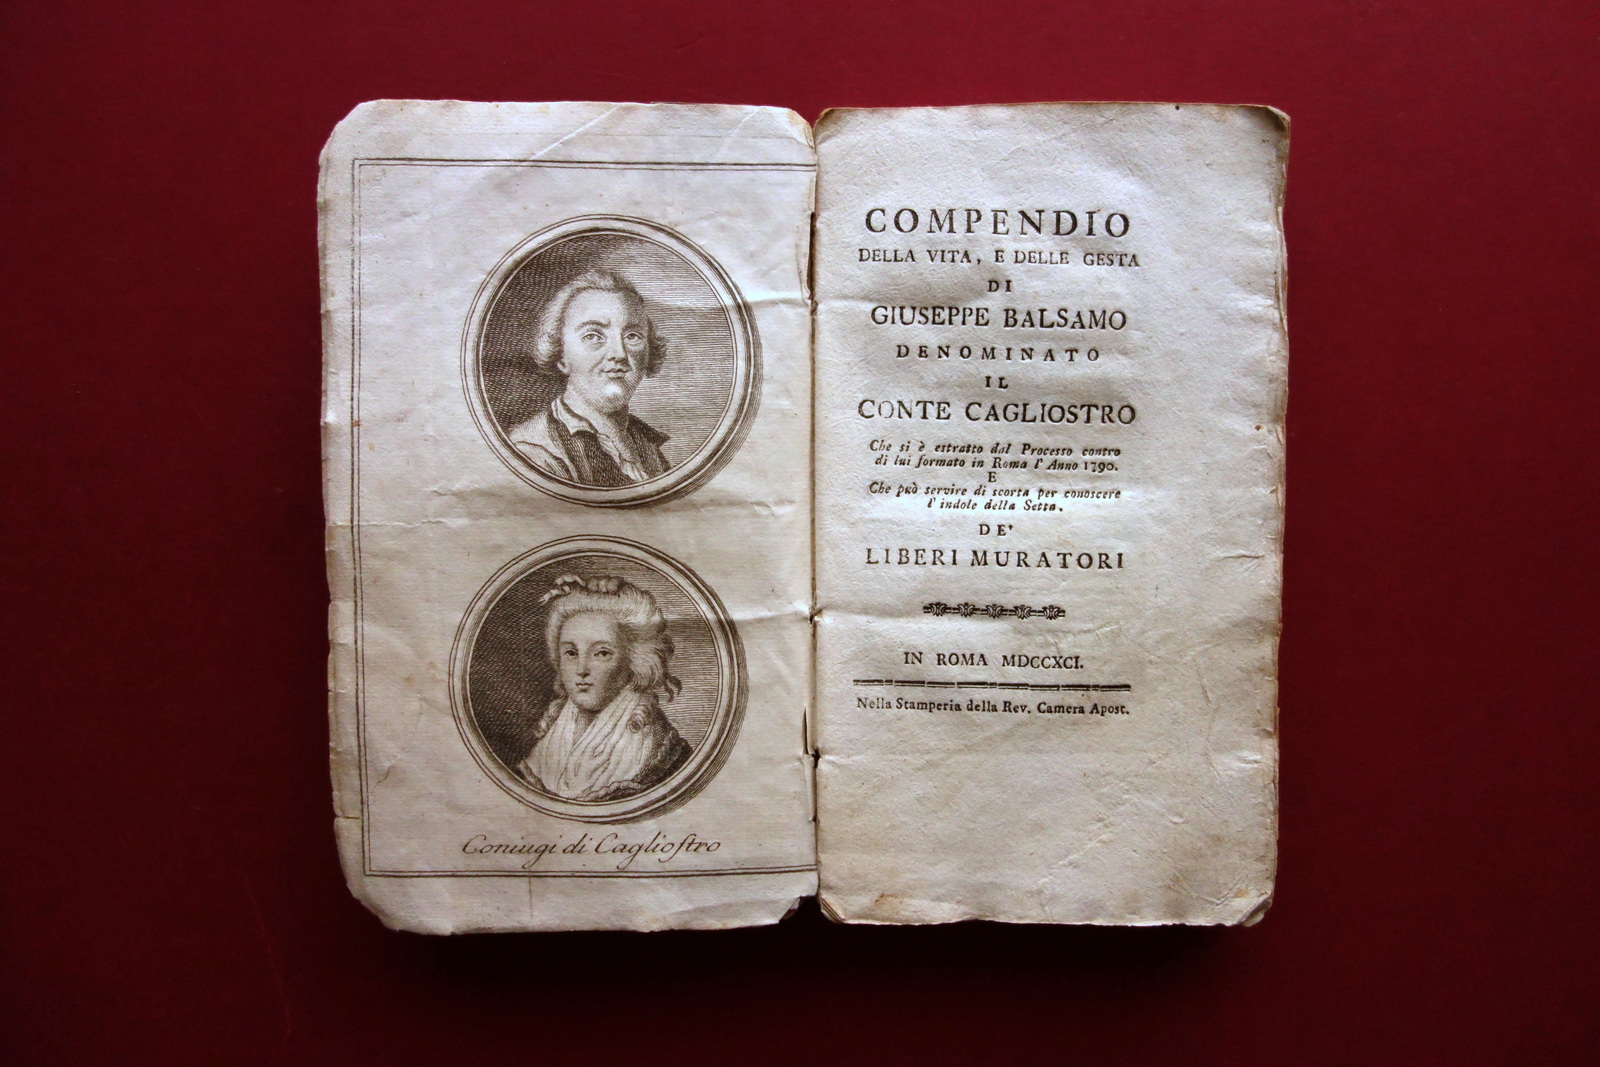 Coniugi di Caglioſtro
COMPENDIO
DELLA VITA, E DELLE GESTA
DI
GIUSEPPE BALSAMO
DENOMINATO
IL
CONTE CAGLIOSTRO
Che si è estratto dal Processo contro
di lui formato in Roma l' Anno 1790.
E
Che può servire di scorta per conoscere
l' indole della Setta.
DE'
LIBERI MURATORI
IN ROMA MDCCXCI.
Nella Stamperia della Rev. Camera Apost.